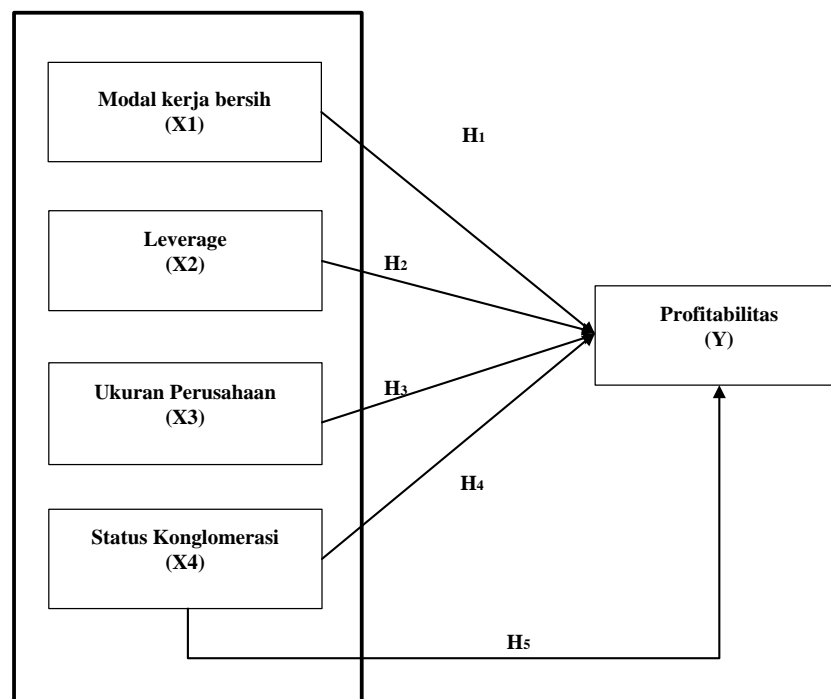 Modal kerja bersih
(X1)
H1
Leverage
(X2)
H2
Profitabilitas
(Y)
Ukuran Perusahaan
(X3)
H3
H4
Status Konglomerasi
(X4)
H5